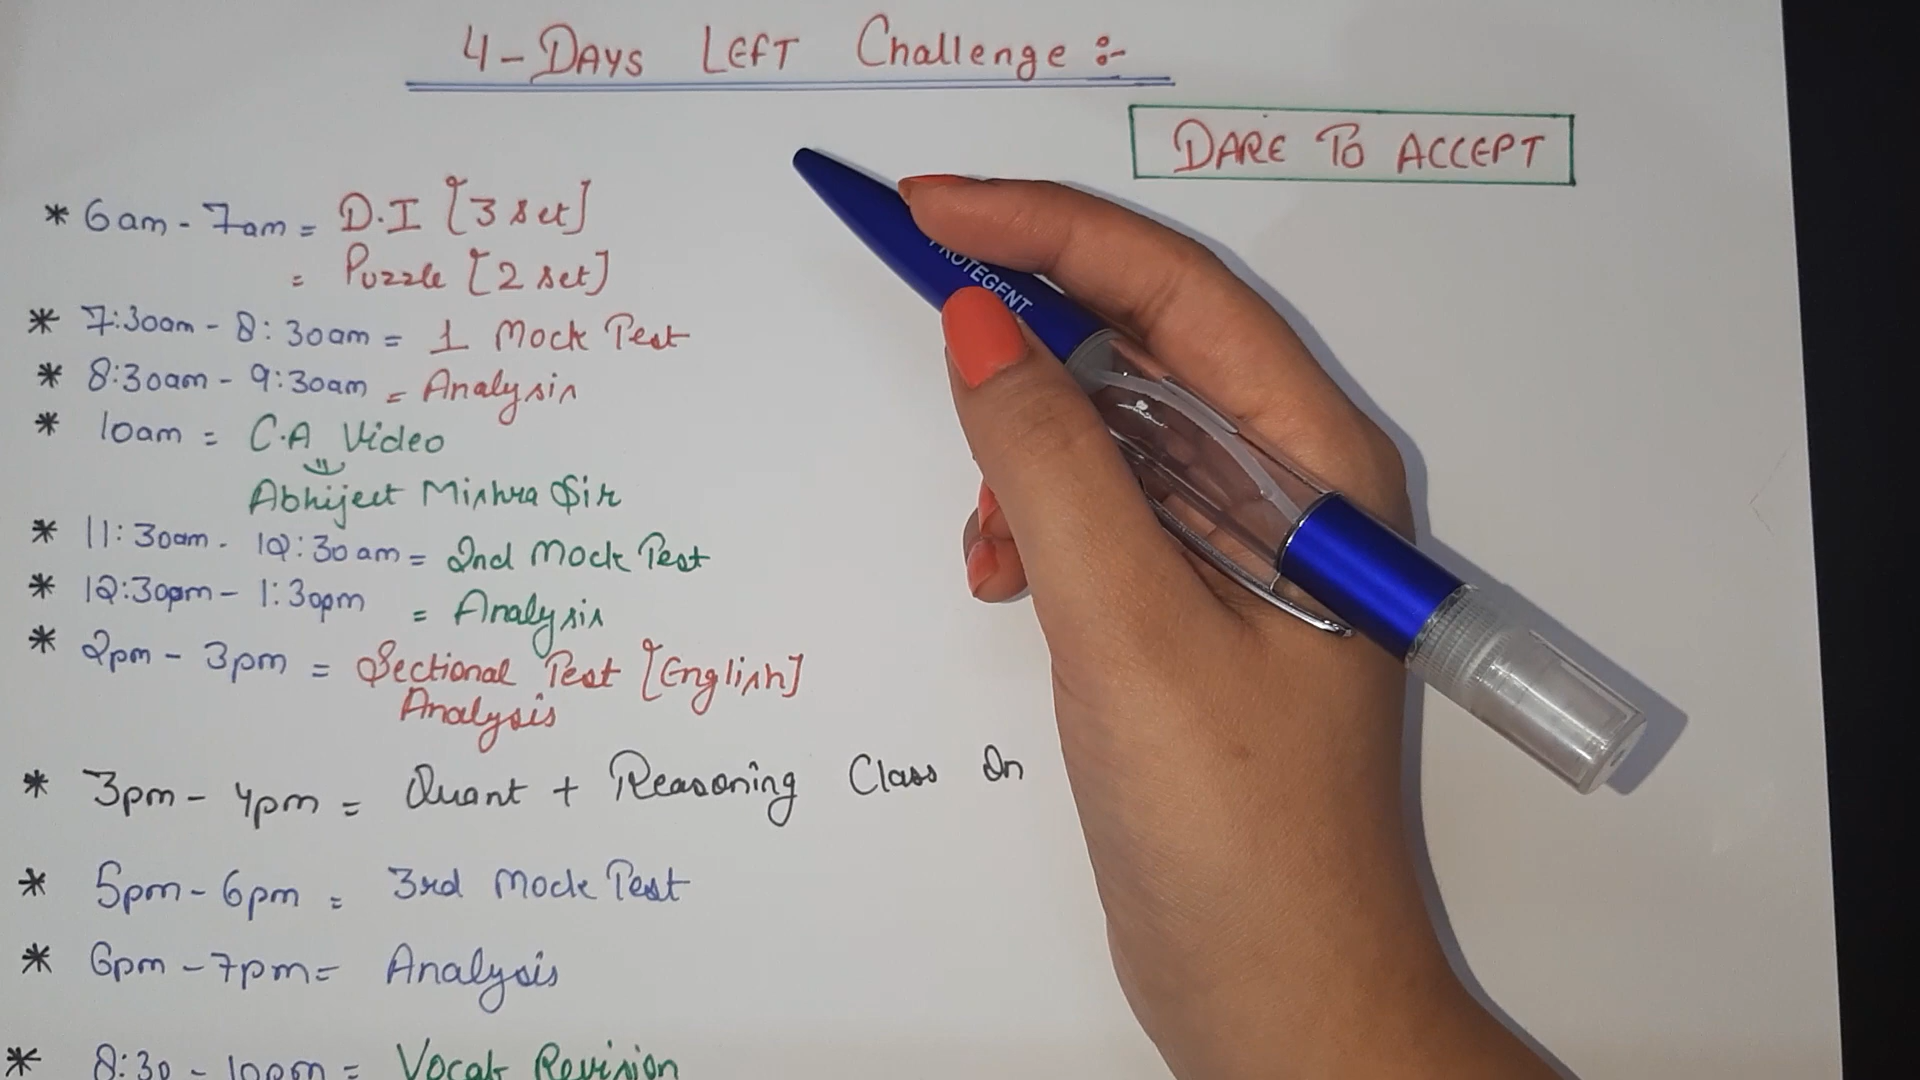 4-DAYS LEFT Challenge :-
DARE TO ACCEPT
* 6am - 7am = D.I [3 set]
= Puzzle [2 set]
* 7:30am - 8:30am = 1 Mock Test
* 8:30am - 9:30am = Analysis
* 10am = C.A Video
Abhijeet Mishra Sir
* 11:30am - 12:30am = 2nd Mock Test
* 12:30pm - 1:30pm = Analysis
* 2pm - 3pm = Sectional Test [English]
Analysis
* 3pm - 4pm = Quant + Reasoning Class On
* 5pm - 6pm = 3rd Mock Test
* 6pm - 7pm = Analysis
* 8:30 - 10pm = Vocab Revision
PROTEGENT